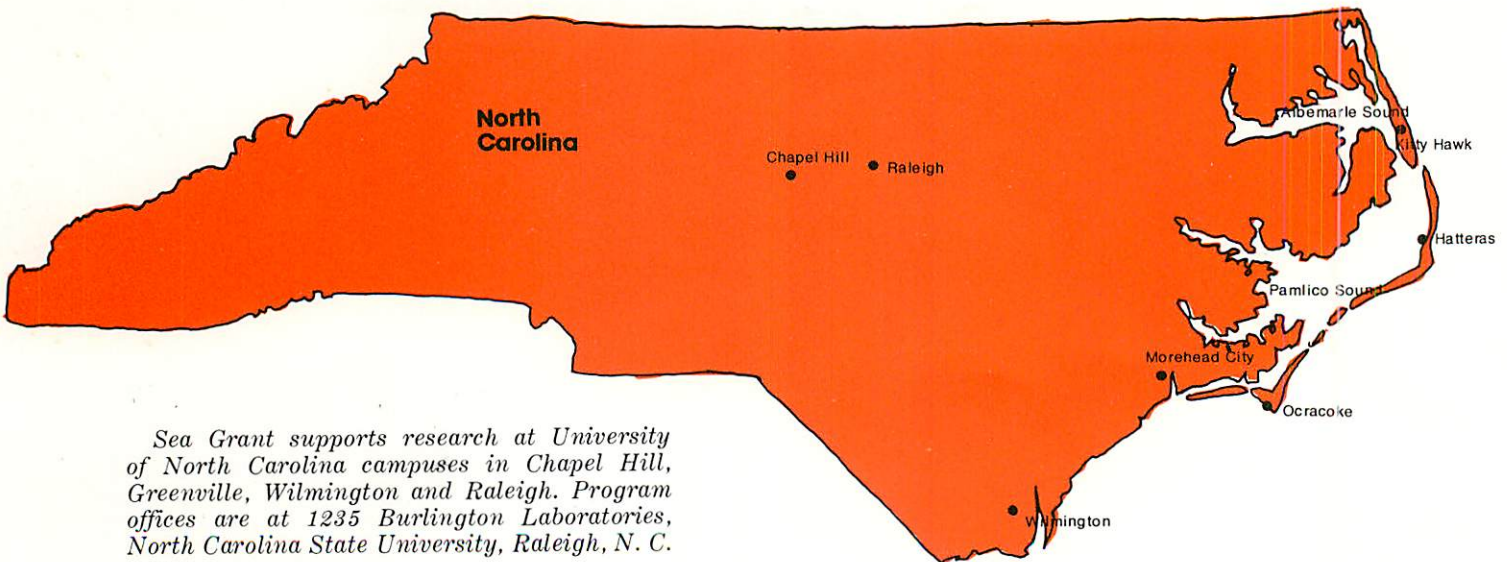 North
Carolina
Albemarle Sound
Kitty Hawk
Chapel Hill
Raleigh
Hatteras
Pamlico Sound
Morehead City
Ocracoke
Wilmington
Sea Grant supports research at University
of North Carolina campuses in Chapel Hill,
Greenville, Wilmington and Raleigh. Program
offices are at 1235 Burlington Laboratories,
North Carolina State University, Raleigh, N. C.